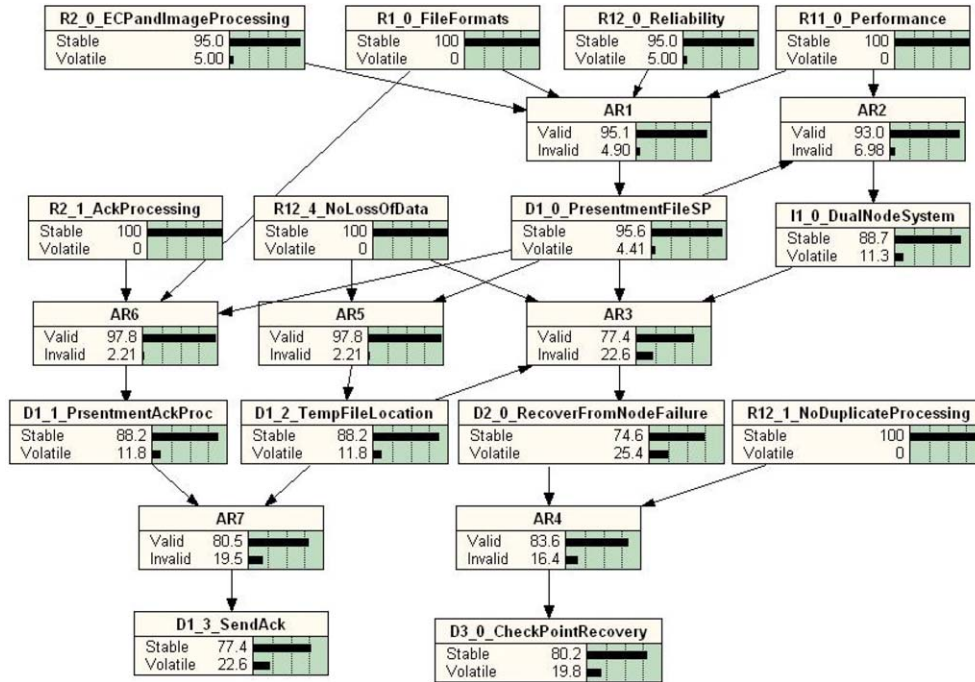 R2_0_ECPandImageProcessing
Stable 95.0
Volatile 5.00
R1_0_FileFormats
Stable 100
Volatile 0
R12_0_Reliability
Stable 95.0
Volatile 5.00
R11_0_Performance
Stable 100
Volatile 0
AR1
Valid 95.1
Invalid 4.90
AR2
Valid 93.0
Invalid 6.98
R2_1_AckProcessing
Stable 100
Volatile 0
R12_4_NoLossOfData
Stable 100
Volatile 0
D1_0_PresentmentFileSP
Stable 95.6
Volatile 4.41
I1_0_DualNodeSystem
Stable 88.7
Volatile 11.3
AR6
Valid 97.8
Invalid 2.21
AR5
Valid 97.8
Invalid 2.21
AR3
Valid 77.4
Invalid 22.6
D1_1_PrsentmentAckProc
Stable 88.2
Volatile 11.8
D1_2_TempFileLocation
Stable 88.2
Volatile 11.8
D2_0_RecoverFromNodeFailure
Stable 74.6
Volatile 25.4
R12_1_NoDuplicateProcessing
Stable 100
Volatile 0
AR7
Valid 80.5
Invalid 19.5
AR4
Valid 83.6
Invalid 16.4
D1_3_SendAck
Stable 77.4
Volatile 22.6
D3_0_CheckPointRecovery
Stable 80.2
Volatile 19.8